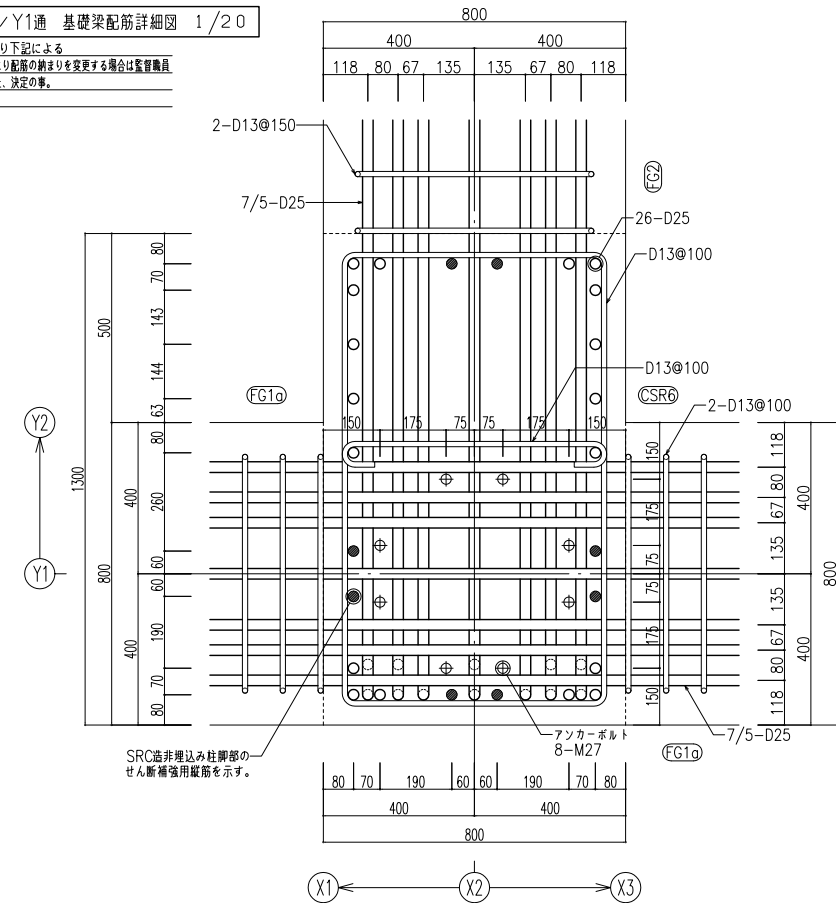 ／Y1通 基礎梁配筋詳細図 1/20
り下記による
り配筋の納まりを変更する場合は監督職員
、決定の事。
800
400 400
118 80 67 135 135 67 80 118
2-D13@150
FG2
7/5-D25
26-D25
D13@100
80
70
143
144
63
80
260
60
60
190
70
80
500
400
400
1300
800
FG1a
D13@100
CSR6
2-D13@100
150 175 75 75 175 150
Y2
Y1
150
175
75
75
175
150
118
80
67
135
135
67
80
118
400
400
800
SRC造非埋込み柱脚部の
せん断補強用縦筋を示す。
アンカーボルト
8-M27
7/5-D25
FG1a
80 70 190 60 60 190 70 80
400 400
800
X1 X2 X3